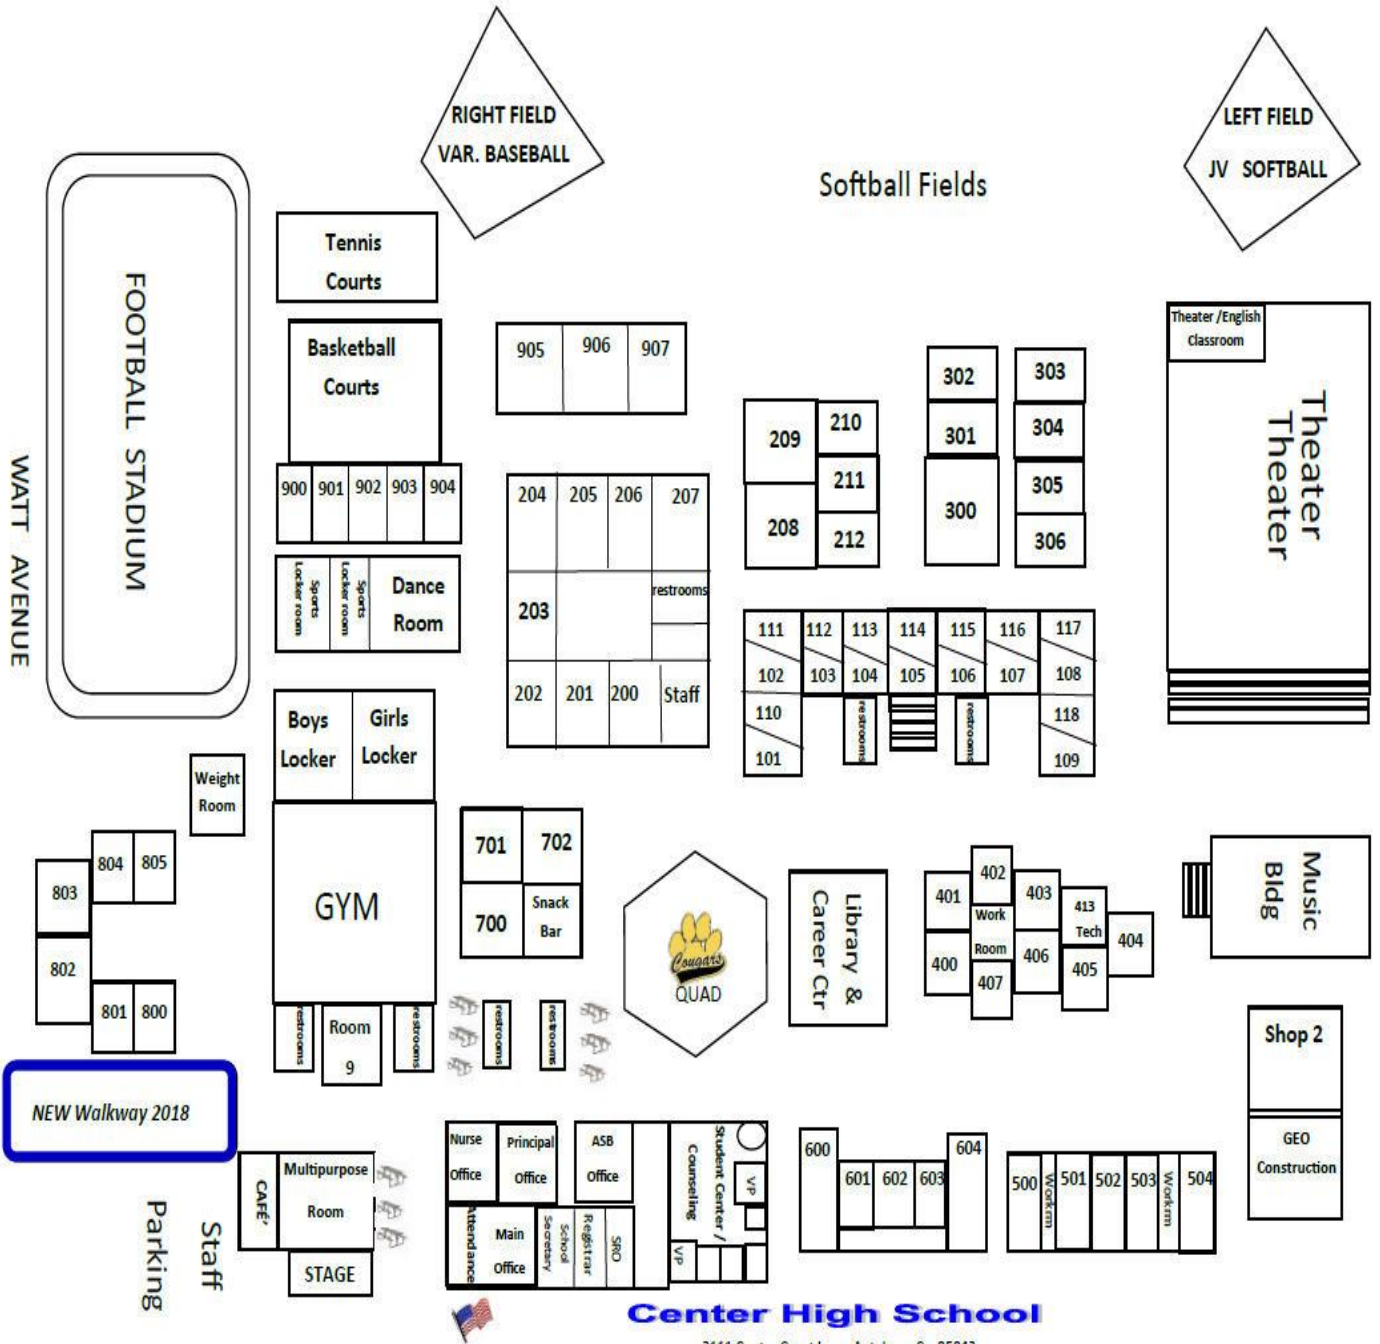 RIGHT FIELD
VAR. BASEBALL
LEFT FIELD
JV SOFTBALL
Softball Fields
Tennis
Courts
FOOTBALL STADIUM
WATT AVENUE
Basketball
Courts
905 906 907
Theater /English
Classroom
Theater
Theater
302
301
300
303
304
305
306
209
208
210
211
212
900 901 902 903 904
204 205 206 207
203
restrooms
202 201 200 Staff
Sports
Locker room
Sports
Locker room
Dance
Room
111 112 113 114 115 116 117
102 103 104 105 106 107 108
110
101
restrooms
restrooms
118
109
Boys
Locker
Girls
Locker
Weight
Room
804 805
803
802
801 800
GYM
701 702
700
Snack
Bar
Cougars
QUAD
Library &
Career Ctr
401
400
402
Work
Room
407
403
406
413
Tech
405
404
Music
Bldg
restrooms
Room
9
restrooms
restrooms
restrooms
Shop 2
GEO
Construction
NEW Walkway 2018
CAFÉ'
Multipurpose
Room
STAGE
Staff
Parking
Nurse
Office
Principal
Office
ASB
Office
Student Center /
Counseling
VP
VP
Attendance
Main
Office
School
Secretary
Registrar
SRO
600
601 602 603
604
500 Workrm 501 502 503 Workrm 504
Center High School